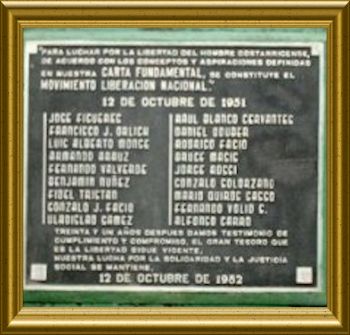 "PARA LUCHAR POR LA LIBERTAD DEL HOMBRE COSTARRICENSE,
DE ACUERDO CON LOS CONCEPTOS Y ASPIRACIONES DEFINIDAS
EN NUESTRA CARTA FUNDAMENTAL, SE CONSTITUYE EL
MOVIMIENTO LIBERACION NACIONAL."
12 DE OCTUBRE DE 1951
JOSE FIGUERES
FRANCISCO J. ORLICH
LUIS ALBERTO MONGE
ARMANDO ARAUZ
FERNANDO VALVERDE
BENJAMIN NUÑEZ
FIDEL TRISTAN
GONZALO J. FACIO
ULADISLAO GAMEZ
RAUL BLANCO CERVANTES
DANIEL ODUBER
RODRIGO FACIO
BRUCE MASIS
JORGE ROSSI
GONZALO SOLORZANO
MARIO QUIROS SASSO
FERNANDO VOLIO S.
ALFONSO CARRO
TREINTA Y UN AÑOS DESPUES DAMOS TESTIMONIO DE
CUMPLIMIENTO Y COMPROMISO. EL GRAN TESORO QUE
ES LA LIBERTAD SIGUE VIGENTE.
NUESTRA LUCHA POR LA SOLIDARIDAD Y LA JUSTICIA
SOCIAL SE MANTIENE.
12 DE OCTUBRE DE 1982